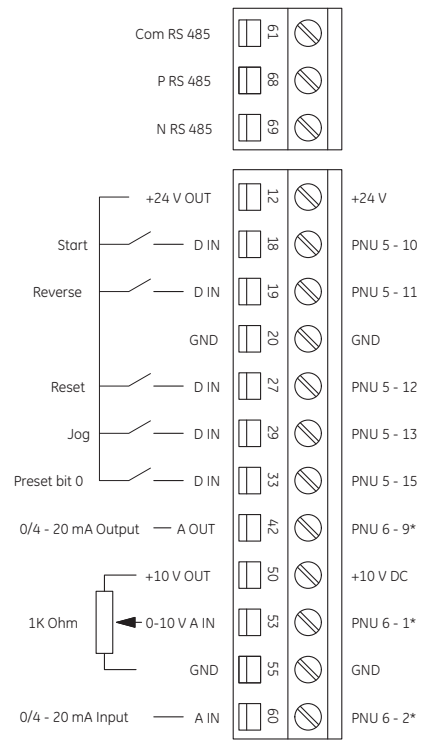 Com RS 485 61
P RS 485 68
N RS 485 69
+24 V OUT 12 +24 V
Start D IN 18 PNU 5 - 10
Reverse D IN 19 PNU 5 - 11
GND 20 GND
Reset D IN 27 PNU 5 - 12
Jog D IN 29 PNU 5 - 13
Preset bit 0 D IN 33 PNU 5 - 15
0/4 - 20 mA Output A OUT 42 PNU 6 - 9*
+10 V OUT 50 +10 V DC
1K Ohm 0-10 V A IN 53 PNU 6 - 1*
GND 55 GND
0/4 - 20 mA Input A IN 60 PNU 6 - 2*